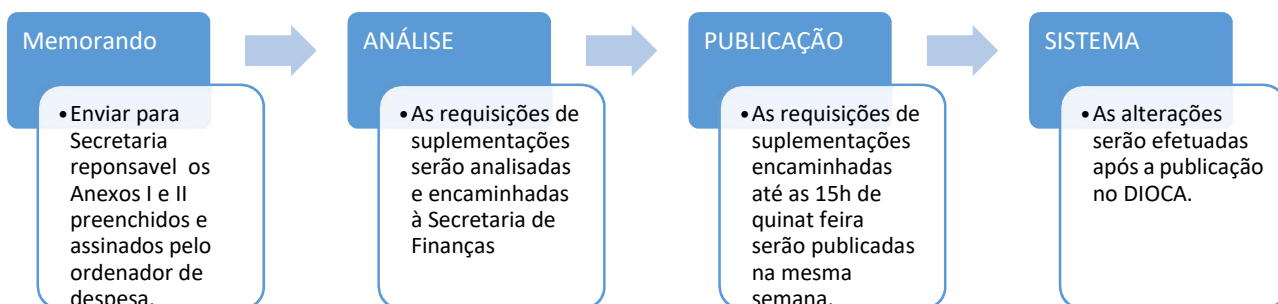 Memorando
•Enviar para
Secretaria
reponsavel os
Anexos I e II
preenchidos e
assinados pelo
ordenador de
despesa.
ANÁLISE
•As requisições de
suplementações
serão analisadas
e encaminhadas
à Secretaria de
Finanças
PUBLICAÇÃO
•As requisições de
suplementações
encaminhadas
até as 15h de
quinat feira
serão publicadas
na mesma
semana.
SISTEMA
•As alterações
serão efetuadas
após a publicação
no DIOCA.